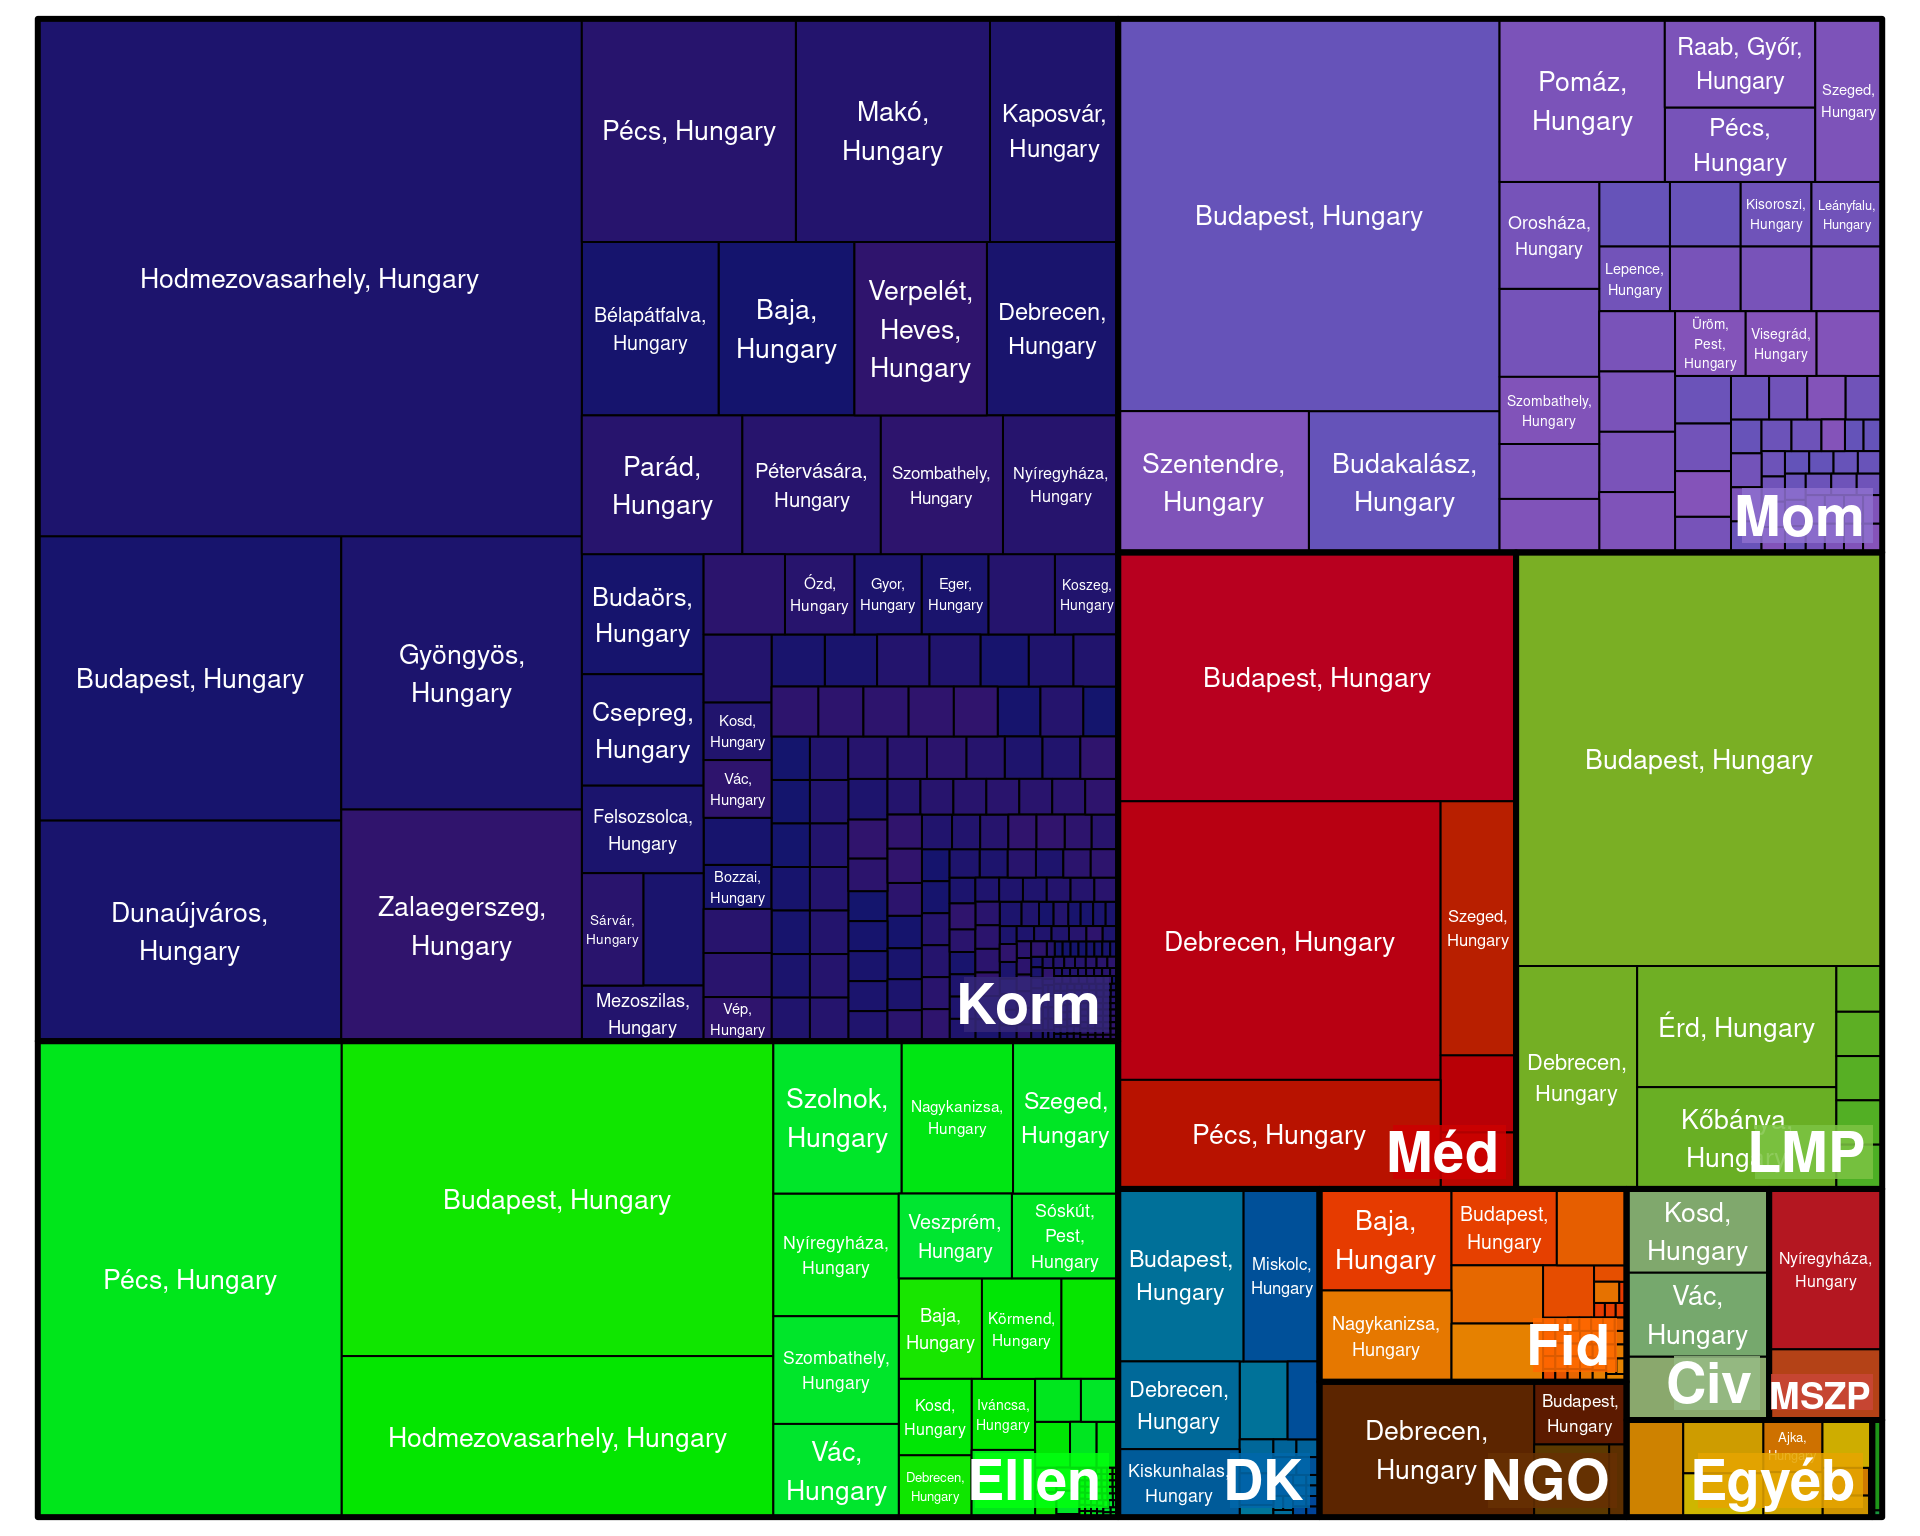 Hodmezovasarhely, Hungary
Budapest, Hungary
Gyöngyös,
Hungary
Dunaújváros,
Hungary
Zalaegerszeg,
Hungary
Pécs, Hungary
Makó,
Hungary
Kaposvár,
Hungary
Bélapátfalva,
Hungary
Baja,
Hungary
Verpelét,
Heves,
Hungary
Debrecen,
Hungary
Parád,
Hungary
Pétervására,
Hungary
Szombathely,
Hungary
Nyíregyháza,
Hungary
Budaörs,
Hungary
Csepreg,
Hungary
Felsozsolca,
Hungary
Sárvár,
Hungary
Mezoszilas,
Hungary
Ózd,
Hungary
Gyor,
Hungary
Eger,
Hungary
Koszeg,
Hungary
Kosd,
Hungary
Vác,
Hungary
Bozzai,
Hungary
Vép,
Hungary
Korm
Budapest, Hungary
Szentendre,
Hungary
Budakalász,
Hungary
Pomáz,
Hungary
Raab, Győr,
Hungary
Pécs,
Hungary
Szeged,
Hungary
Orosháza,
Hungary
Kisoroszi,
Hungary
Leányfalu,
Hungary
Lepence,
Hungary
Üröm,
Pest,
Hungary
Visegrád,
Hungary
Szombathely,
Hungary
Mom
Budapest, Hungary
Debrecen, Hungary
Szeged,
Hungary
Pécs, Hungary
Méd
Budapest, Hungary
Debrecen,
Hungary
Érd, Hungary
Kőbánya,
Hungary
LMP
Pécs, Hungary
Budapest, Hungary
Hodmezovasarhely, Hungary
Szolnok,
Hungary
Nagykanizsa,
Hungary
Szeged,
Hungary
Nyíregyháza,
Hungary
Veszprém,
Hungary
Sóskút,
Pest,
Hungary
Szombathely,
Hungary
Baja,
Hungary
Körmend,
Hungary
Vác,
Hungary
Kosd,
Hungary
Iváncsa,
Hungary
Debrecen,
Hungary
Ellen
Budapest,
Hungary
Miskolc,
Hungary
Debrecen,
Hungary
Kiskunhalas,
Hungary
DK
Baja,
Hungary
Budapest,
Hungary
Nagykanizsa,
Hungary
Fid
Debrecen,
Hungary
Budapest,
Hungary
NGO
Kosd,
Hungary
Vác,
Hungary
Civ
Nyíregyháza,
Hungary
MSZP
Ajka,
Hungary
Egyéb